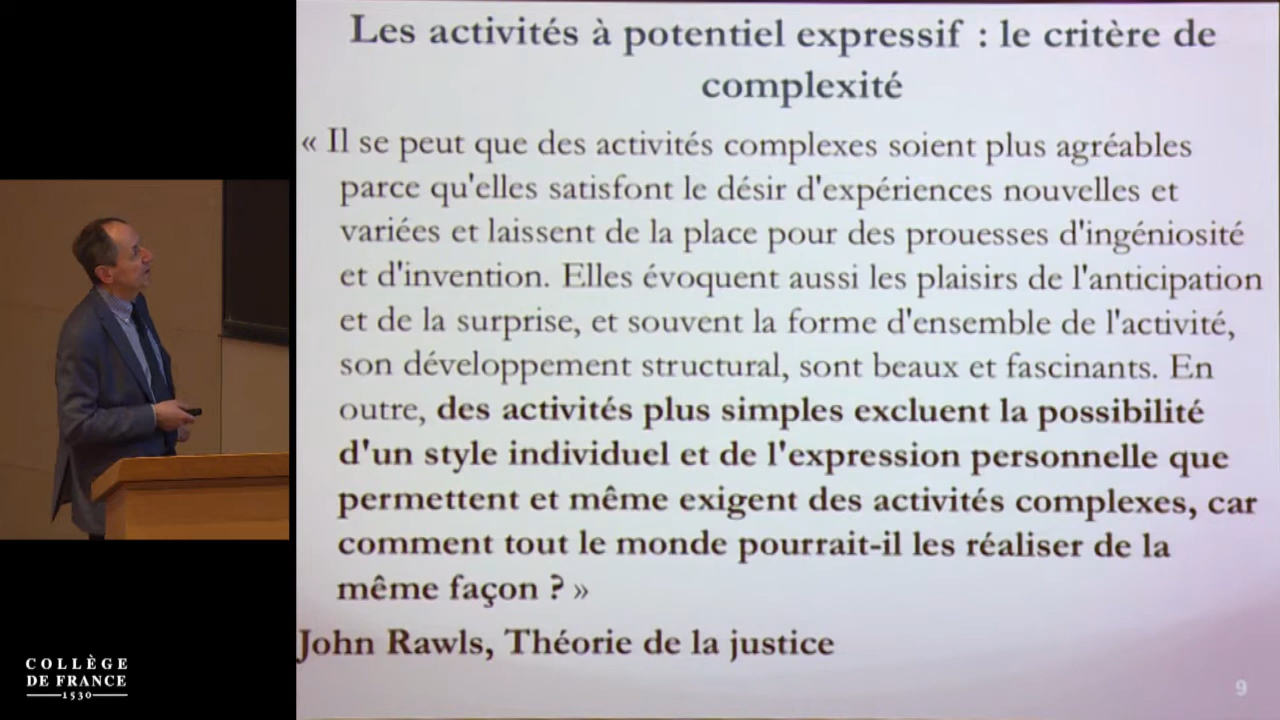 Les activités à potentiel expressif : le critère de
complexité
« Il se peut que des activités complexes soient plus agréables
parce qu'elles satisfont le désir d'expériences nouvelles et
variées et laissent de la place pour des prouesses d'ingéniosité
et d'invention. Elles évoquent aussi les plaisirs de l'anticipation
et de la surprise, et souvent la forme d'ensemble de l'activité,
son développement structural, sont beaux et fascinants. En
outre, des activités plus simples excluent la possibilité
d'un style individuel et de l'expression personnelle que
permettent et même exigent des activités complexes, car
comment tout le monde pourrait-il les réaliser de la
même façon ? »
John Rawls, Théorie de la justice
9
COLLÈGE
DE FRANCE
1530